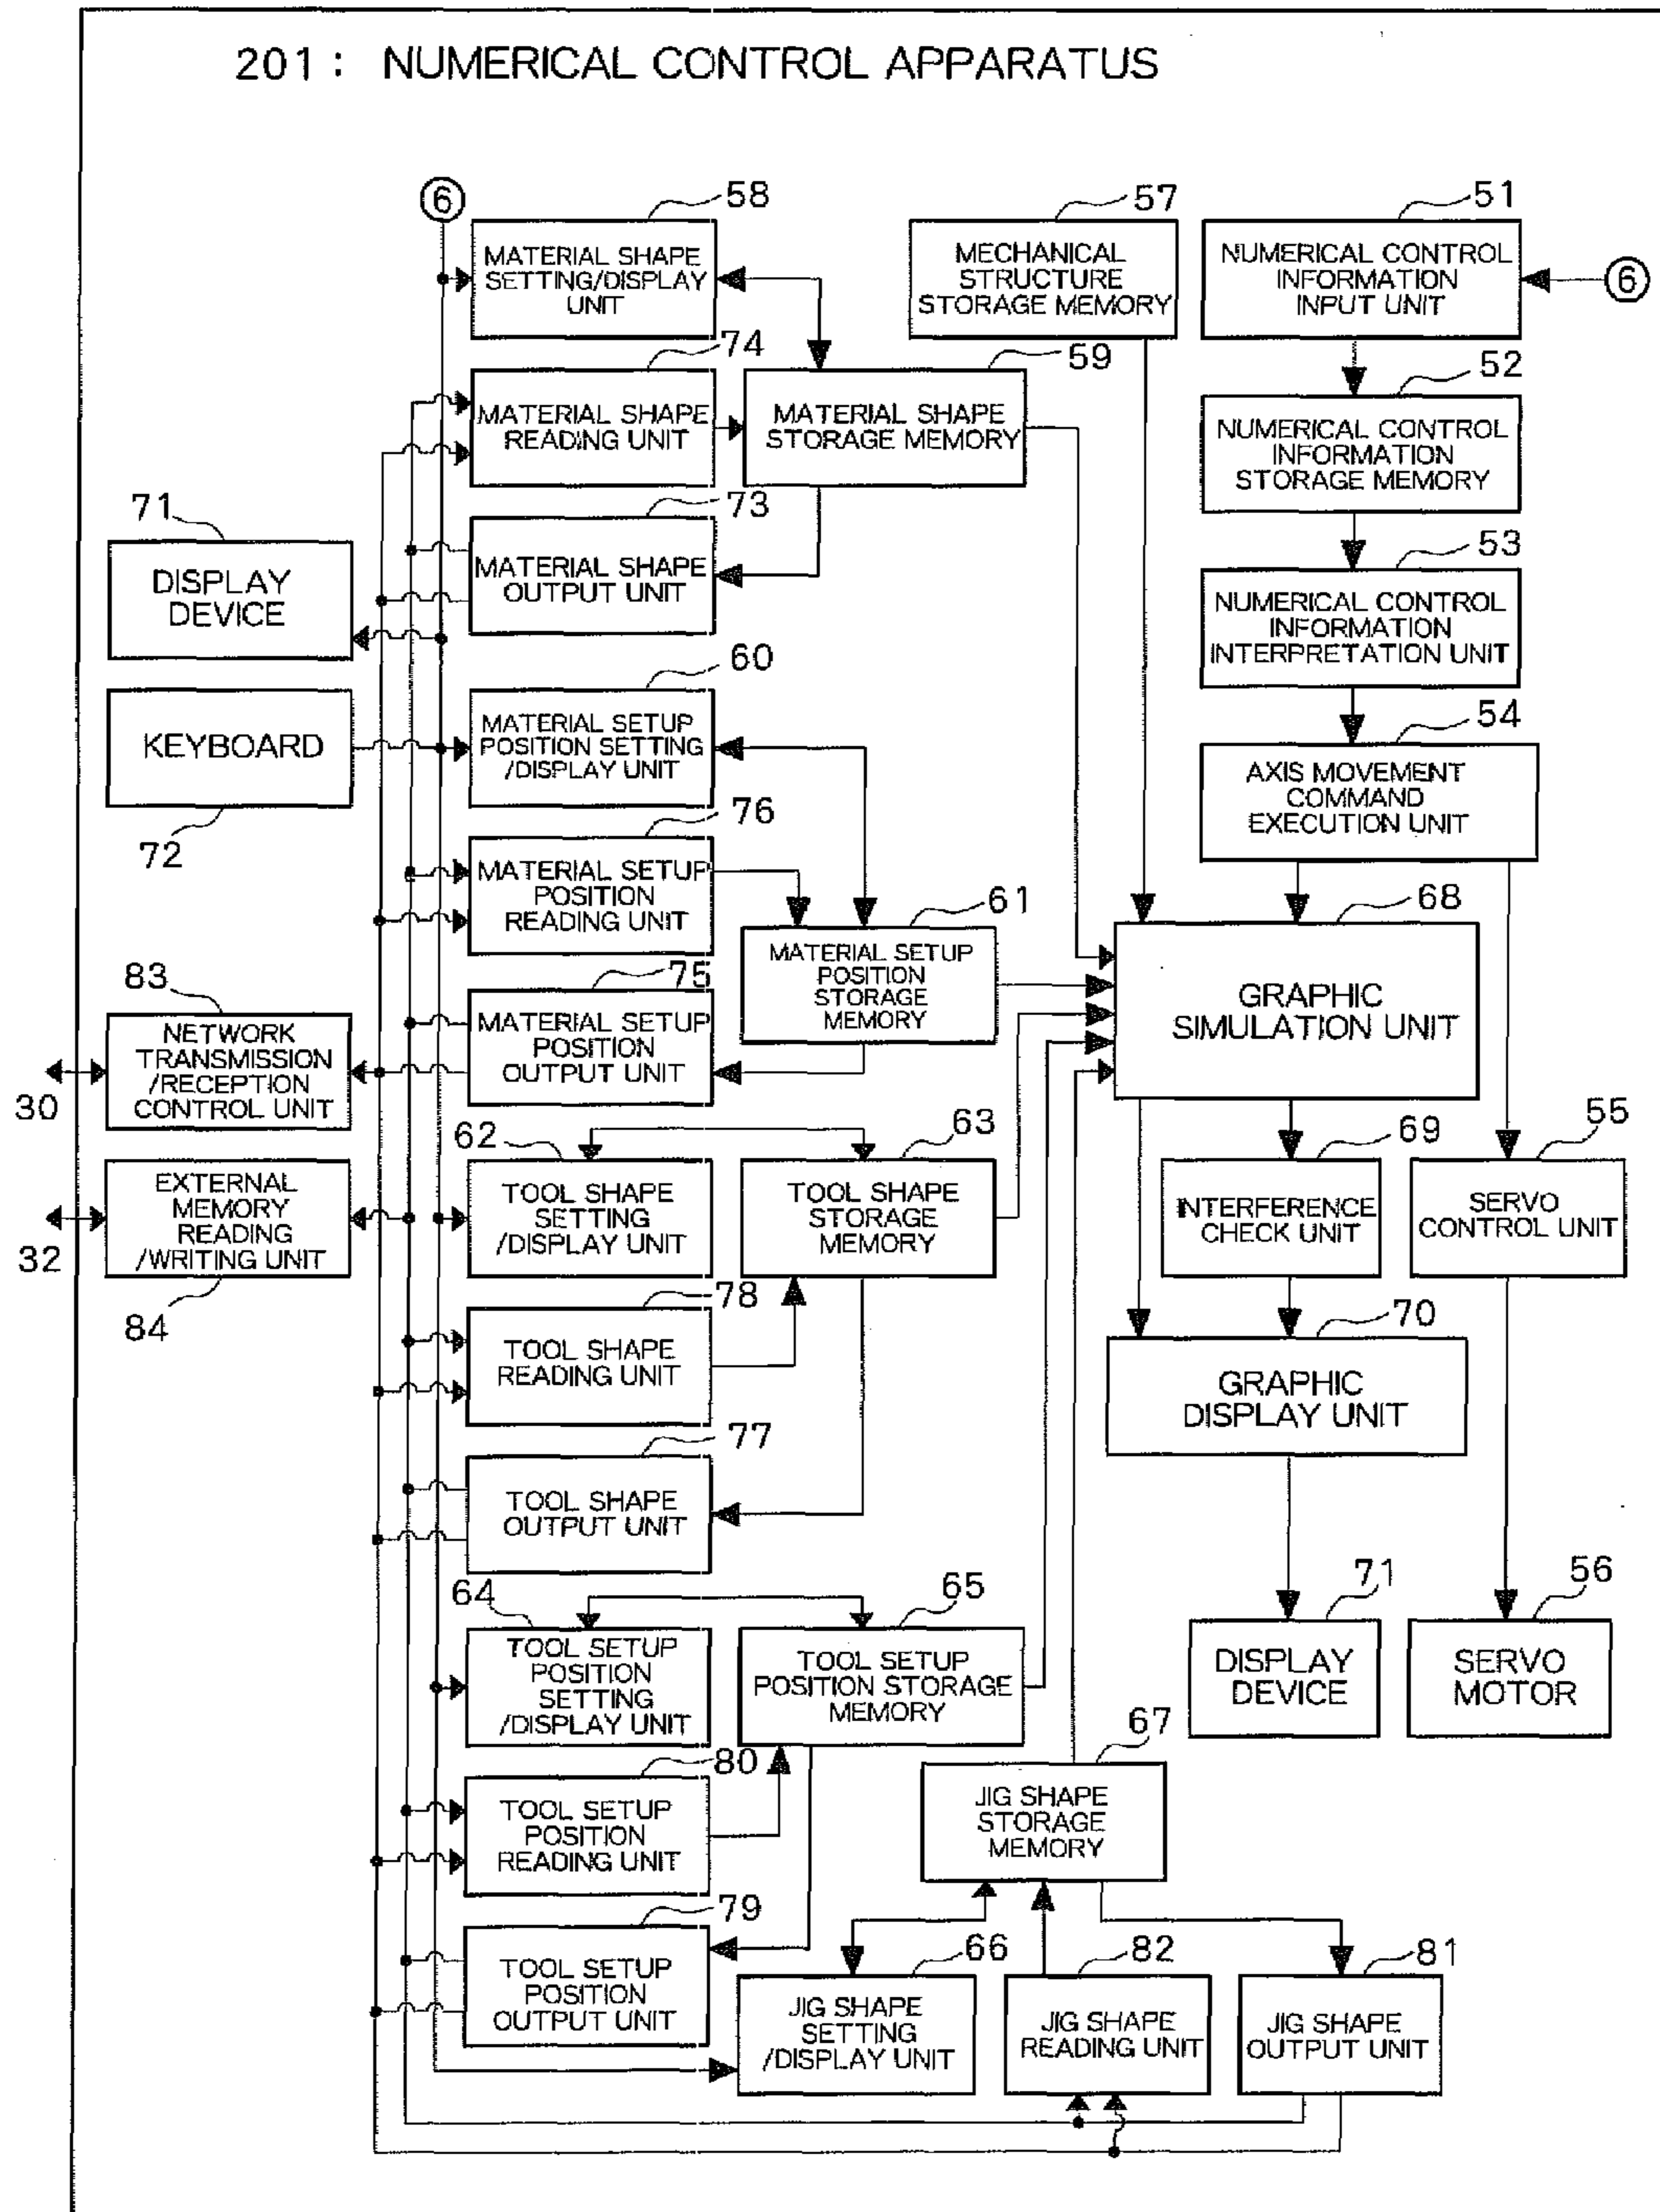 201 : NUMERICAL CONTROL APPARATUS
6
58
MATERIAL SHAPE
SETTING/DISPLAY
UNIT
57
MECHANICAL
STRUCTURE
STORAGE MEMORY
51
NUMERICAL CONTROL
INFORMATION
INPUT UNIT
6
74
MATERIAL SHAPE
READING UNIT
59
MATERIAL SHAPE
STORAGE MEMORY
52
NUMERICAL CONTROL
INFORMATION
STORAGE MEMORY
71
DISPLAY
DEVICE
73
MATERIAL SHAPE
OUTPUT UNIT
53
NUMERICAL CONTROL
INFORMATION
INTERPRETATION UNIT
KEYBOARD
72
60
MATERIAL SETUP
POSITION SETTING
/DISPLAY UNIT
54
AXIS MOVEMENT
COMMAND
EXECUTION UNIT
76
MATERIAL SETUP
POSITION
READING UNIT
61
MATERIAL SETUP
POSITION
STORAGE
MEMORY
68
GRAPHIC
SIMULATION UNIT
83
NETWORK
TRANSMISSION
/RECEPTION
CONTROL UNIT
30
75
MATERIAL SETUP
POSITION
OUTPUT UNIT
EXTERNAL
MEMORY
READING
/WRITING UNIT
32
84
62
TOOL SHAPE
SETTING
/DISPLAY UNIT
63
TOOL SHAPE
STORAGE
MEMORY
69
INTERFERENCE
CHECK UNIT
55
SERVO
CONTROL UNIT
78
TOOL SHAPE
READING UNIT
70
GRAPHIC
DISPLAY UNIT
77
TOOL SHAPE
OUTPUT UNIT
64
TOOL SETUP
POSITION
SETTING
/DISPLAY UNIT
65
TOOL SETUP
POSITION STORAGE
MEMORY
71
DISPLAY
DEVICE
56
SERVO
MOTOR
80
TOOL SETUP
POSITION
READING UNIT
67
JIG SHAPE
STORAGE
MEMORY
79
TOOL SETUP
POSITION
OUTPUT UNIT
66
JIG SHAPE
SETTING
/DISPLAY UNIT
82
JIG SHAPE
READING UNIT
81
JIG SHAPE
OUTPUT UNIT